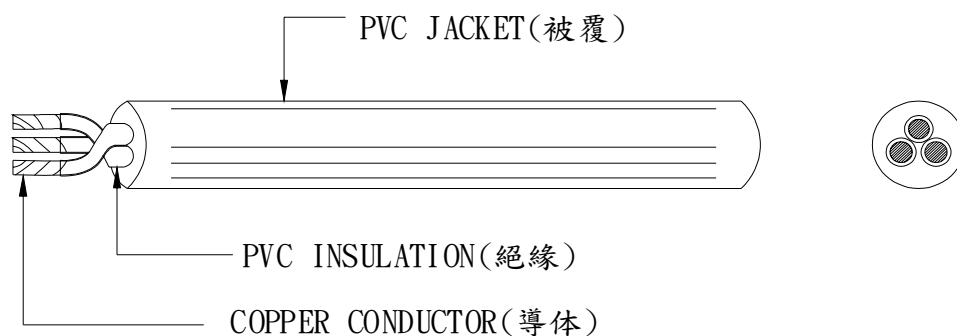 PVC JACKET(被覆)
PVC INSULATION(絕緣)
COPPER CONDUCTOR(導体)